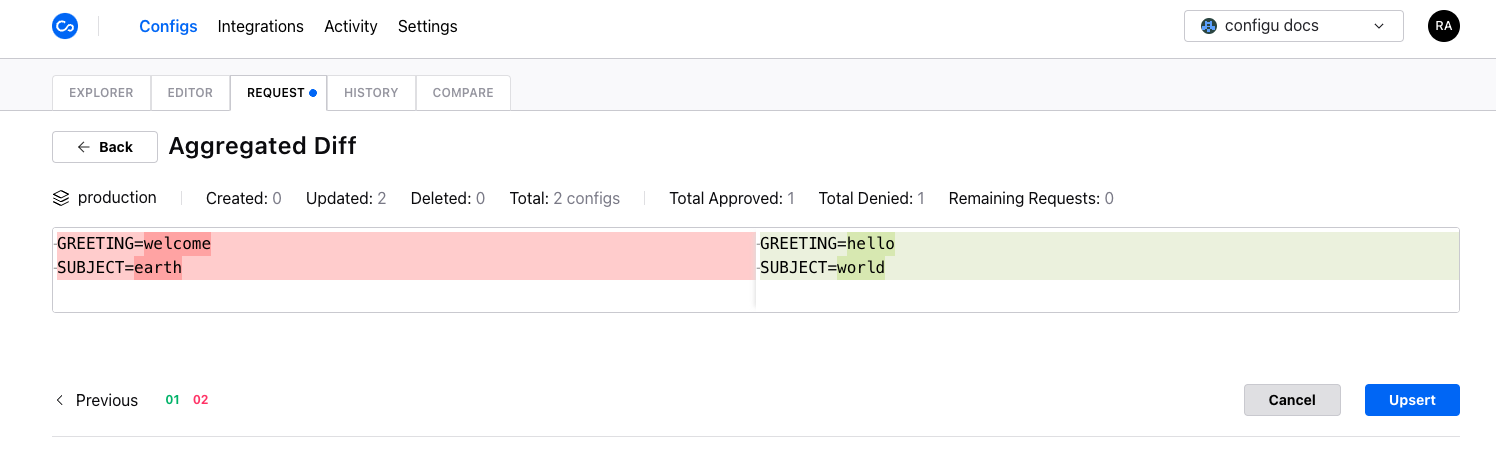 Configs Integrations Activity Settings configu docs RA
EXPLORER EDITOR REQUEST HISTORY COMPARE
Back Aggregated Diff
production Created: 0 Updated: 2 Deleted: 0 Total: 2 configs Total Approved: 1 Total Denied: 1 Remaining Requests: 0
-GREETING=welcome -GREETING=hello
-SUBJECT=earth -SUBJECT=world
Previous 01 02 Cancel Upsert